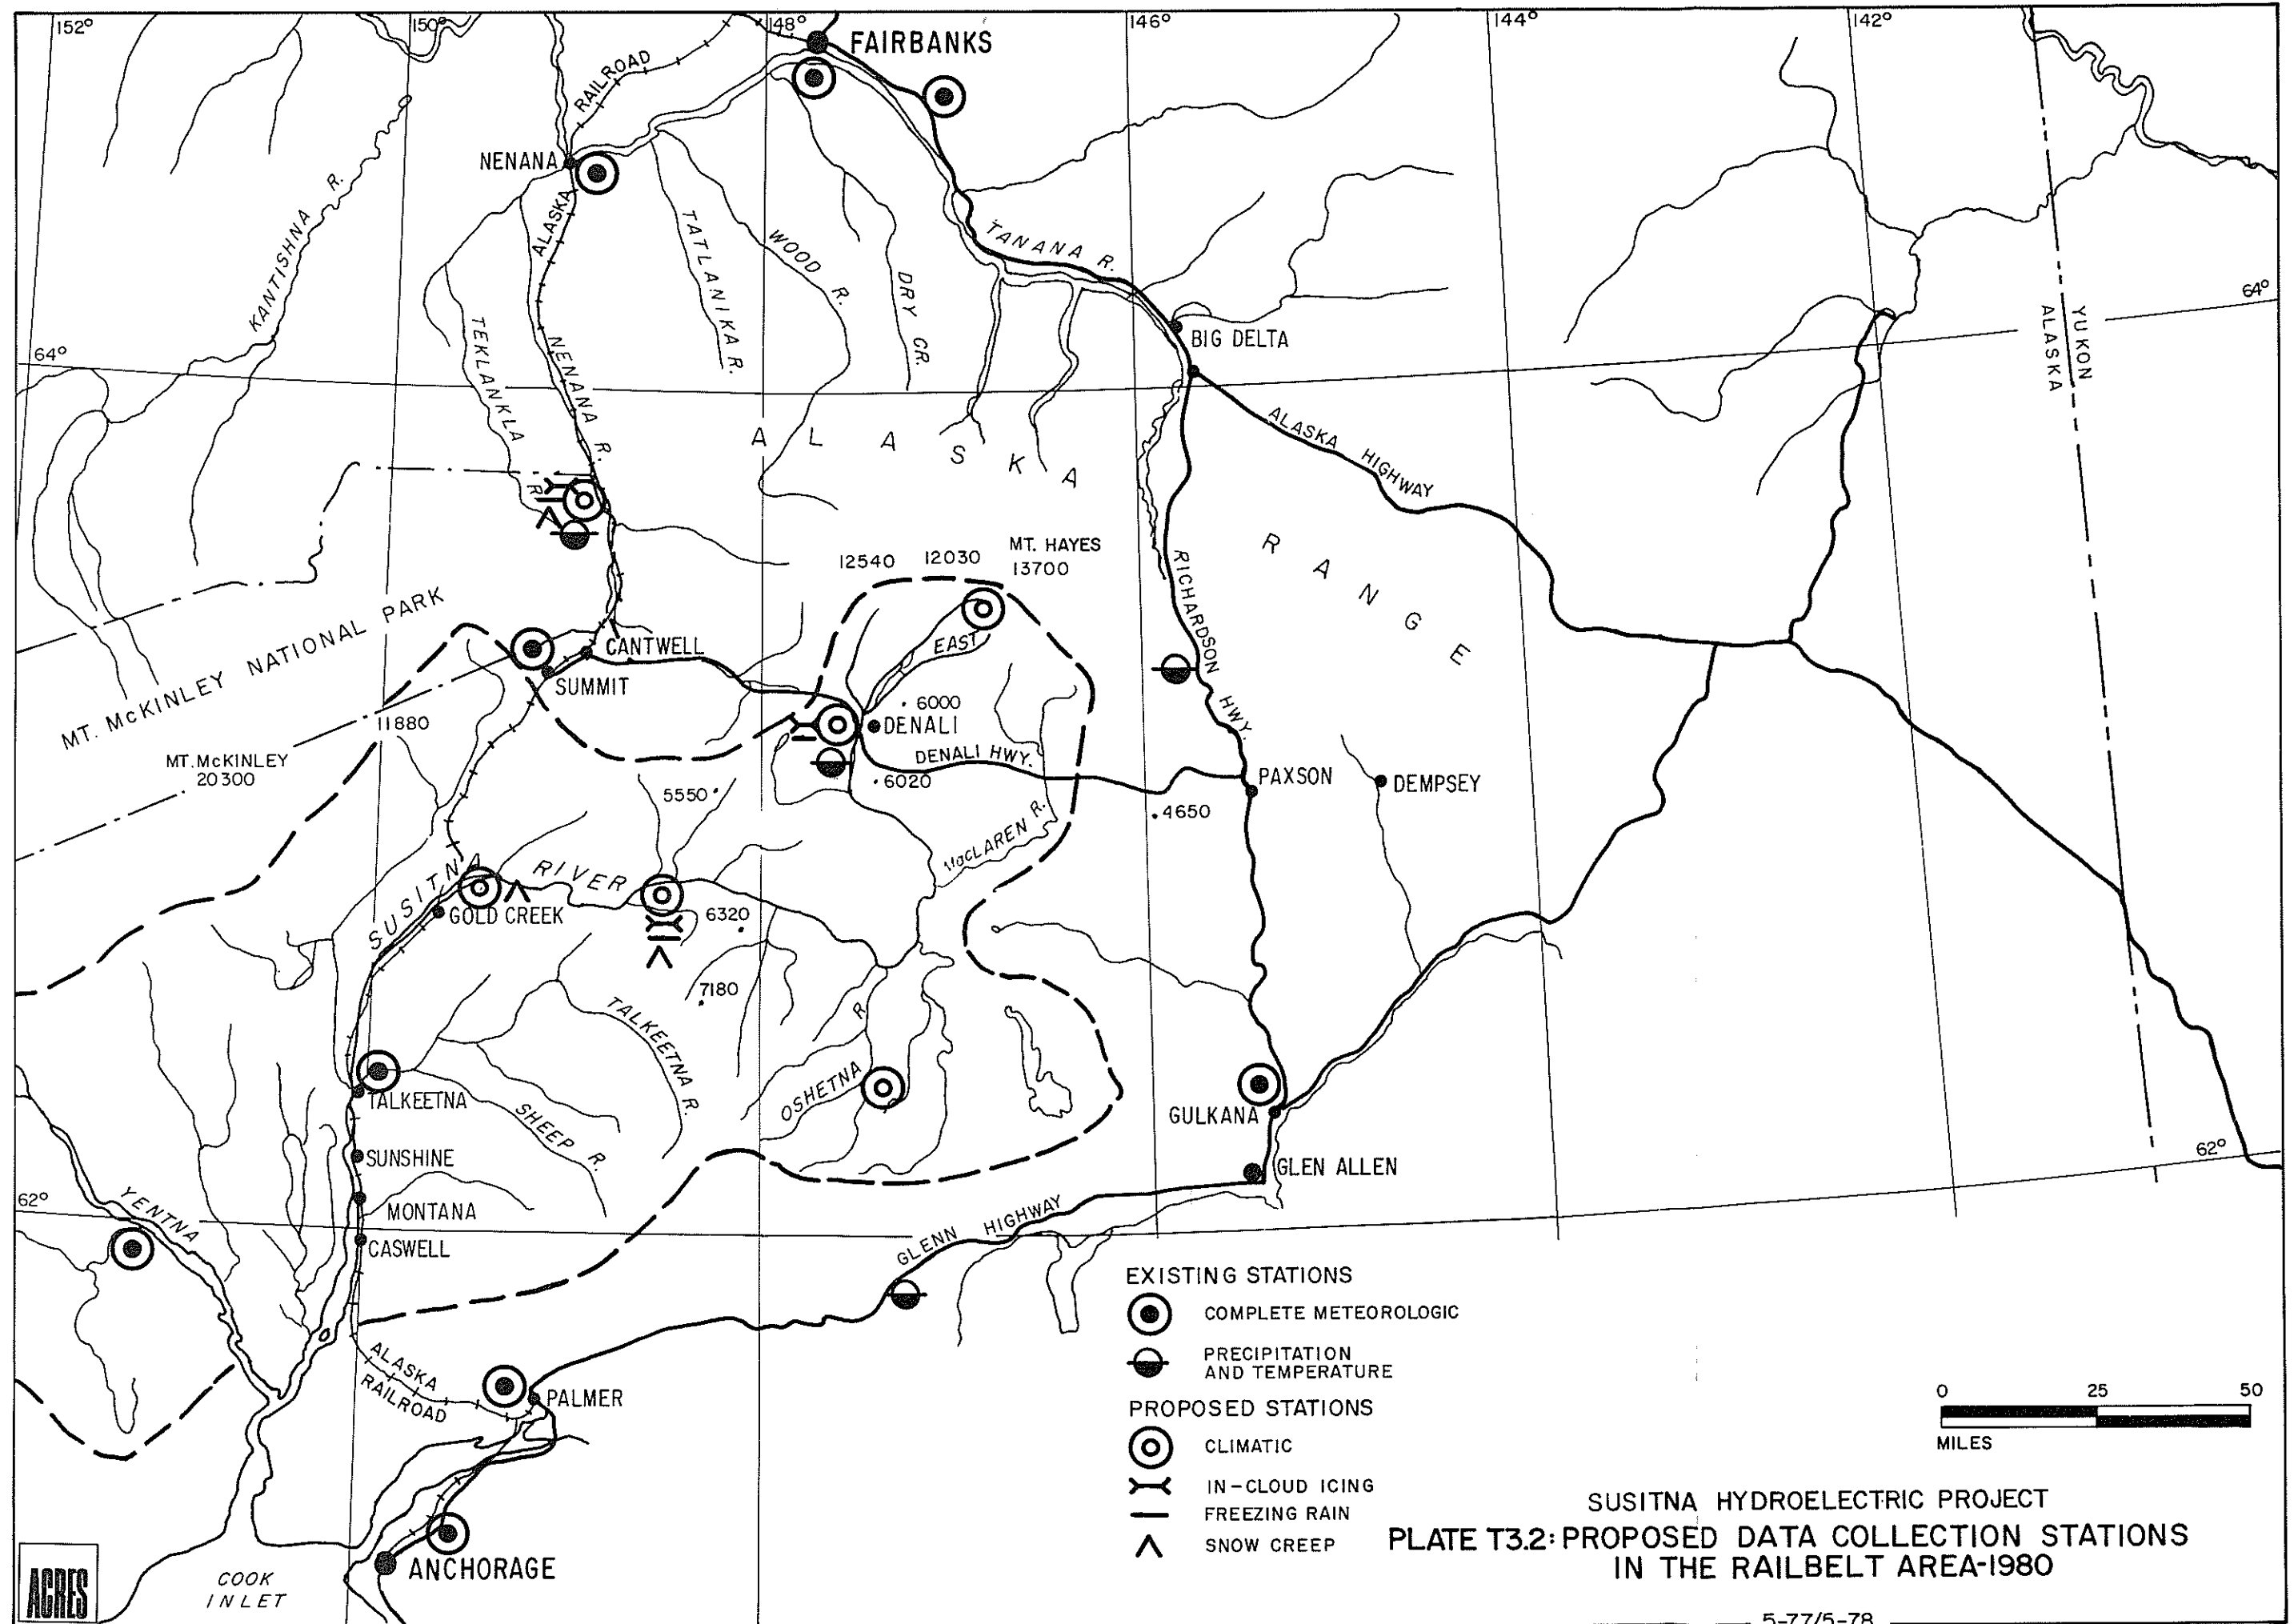 152°
150°
148°
146°
144°
142°
FAIRBANKS
RAILROAD
NENANA
ALASKA
KANTISHNA R.
TATLANIKA R.
WOOD R.
DRY CR.
TANANA R.
BIG DELTA
64°
YUKON
ALASKA
64°
TEKLANKLA R.
NENANA R.
ALASKA
ALASKA HIGHWAY
RANGE
12540
12030
MT. HAYES
13700
RICHARDSON HWY.
MT. McKINLEY NATIONAL PARK
CANTWELL
SUMMIT
EAST
6000
DENALI
11880
MT. McKINLEY
20300
DENALI HWY.
6020
5550
PAXSON
DEMPSEY
4650
MacLAREN R.
SUSITNA RIVER
GOLD CREEK
6320
7180
TALKEETNA R.
OSHETNA R.
TALKEETNA
SHEEP R.
GULKANA
SUNSHINE
GLEN ALLEN
62°
62°
YENTNA
MONTANA
CASWELL
GLENN HIGHWAY
ALASKA
RAILROAD
PALMER
ANCHORAGE
COOK
INLET
ACRES
EXISTING STATIONS
COMPLETE METEOROLOGIC
PRECIPITATION
AND TEMPERATURE
PROPOSED STATIONS
CLIMATIC
IN-CLOUD ICING
FREEZING RAIN
SNOW CREEP
0 25 50
MILES
SUSITNA HYDROELECTRIC PROJECT
PLATE T3.2: PROPOSED DATA COLLECTION STATIONS
IN THE RAILBELT AREA-1980
5-77/5-78